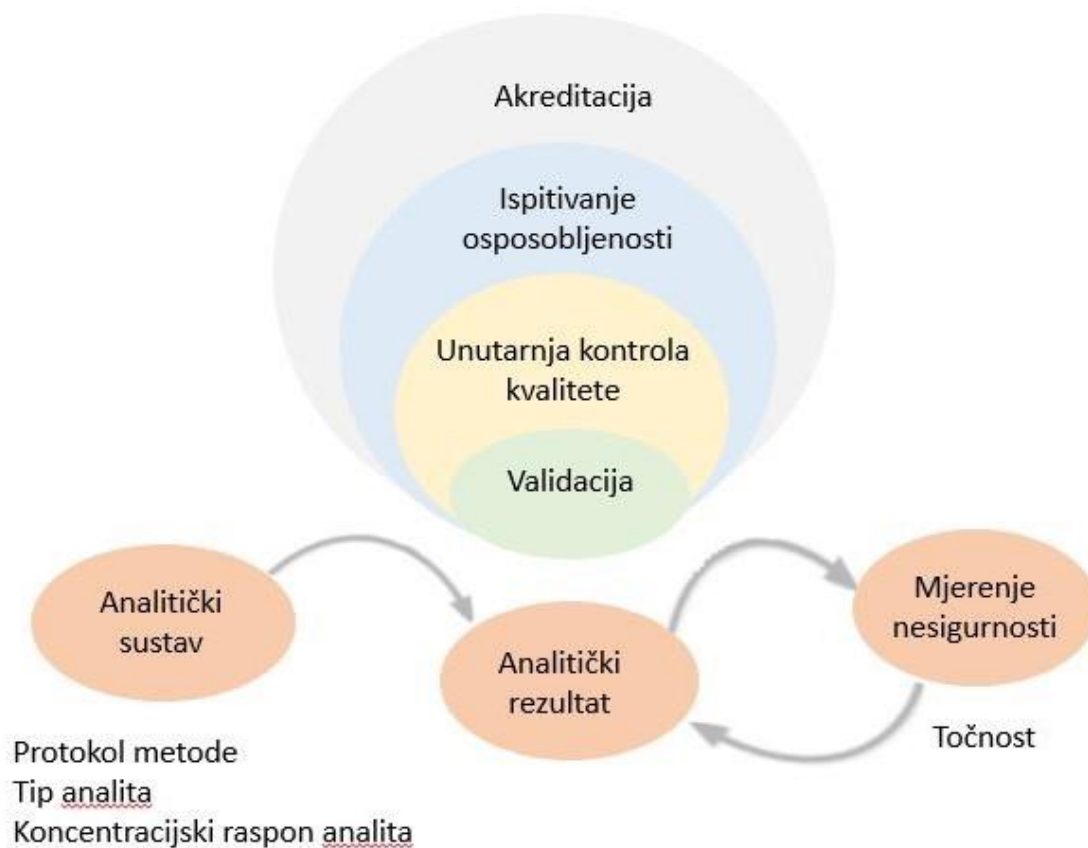 Akreditacija
Ispitivanje
osposobljenosti
Unutarnja kontrola
kvalitete
Validacija
Analitički
sustav
Analitički
rezultat
Mjerenje
nesigurnosti
Točnost
Protokol metode
Tip analita
Koncentracijski raspon analita